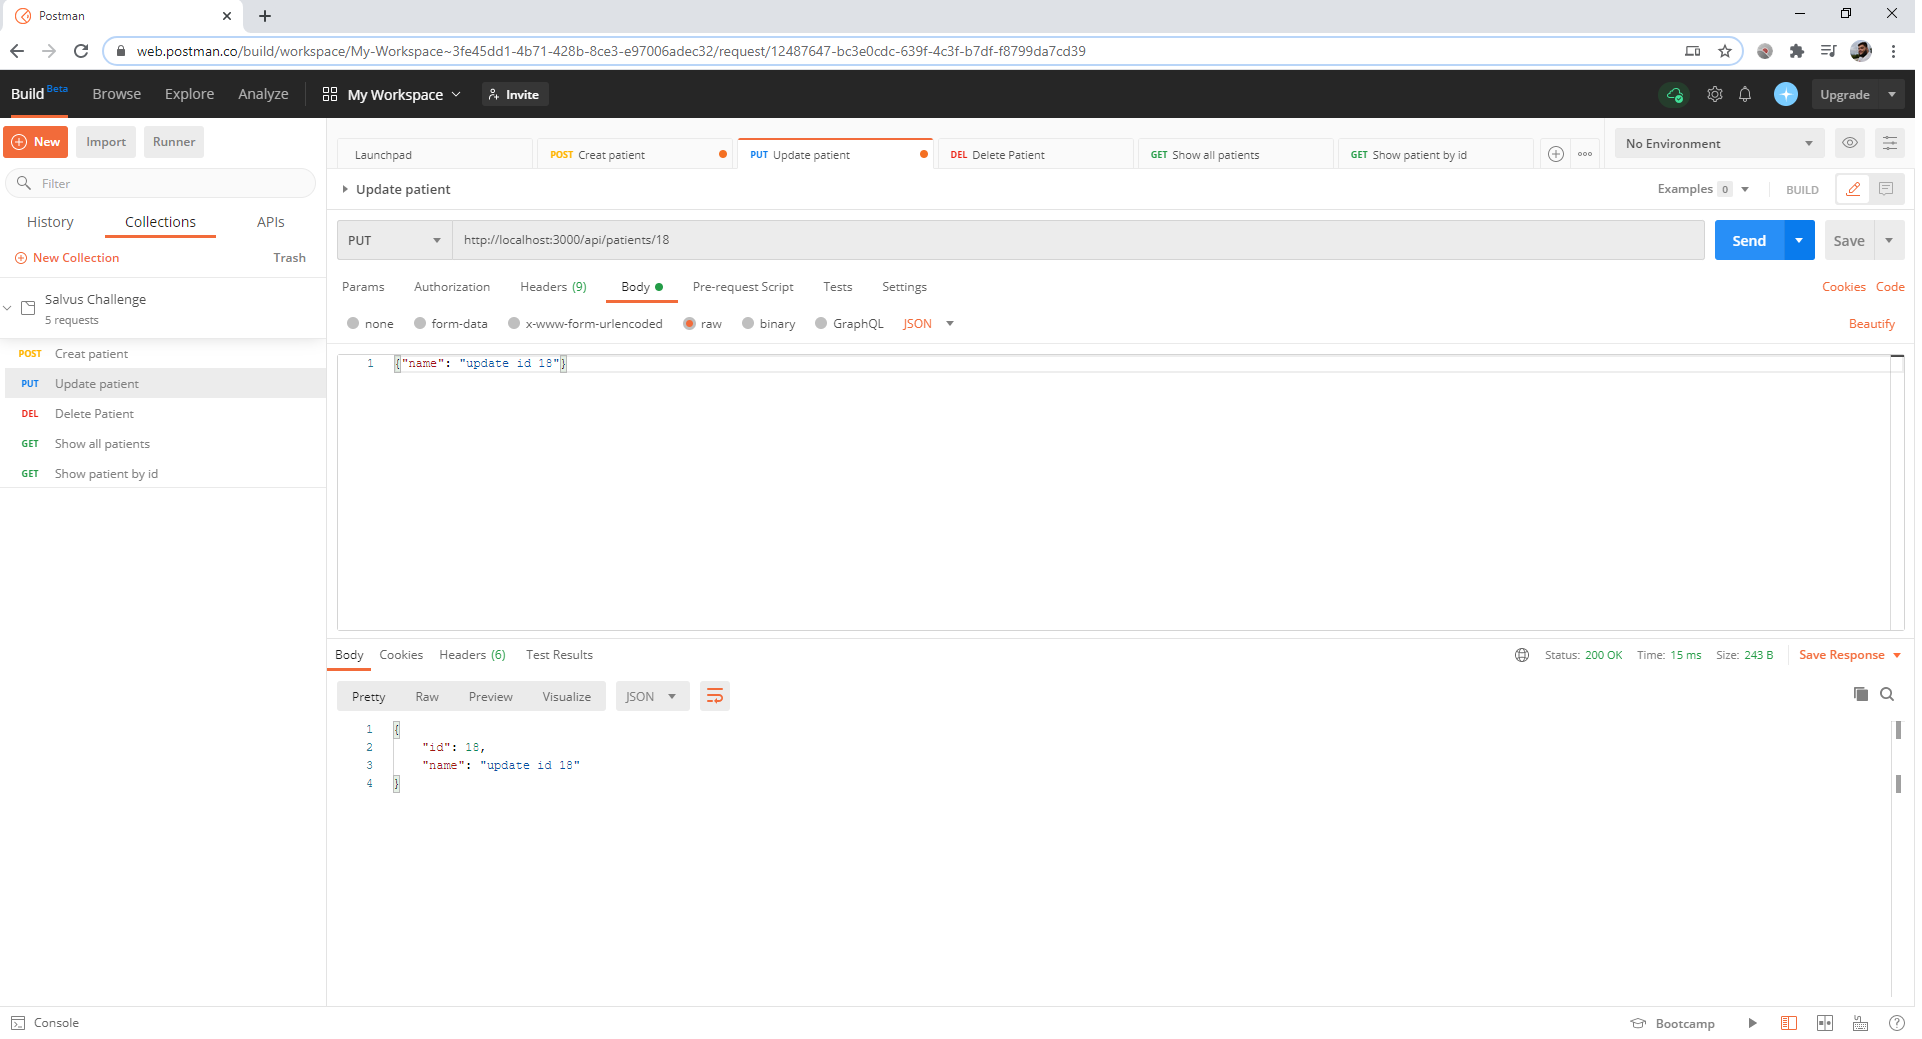 Postman
web.postman.co/build/workspace/My-Workspace~3fe45dd1-4b71-428b-8ce3-e97006adec32/request/12487647-bc3e0cdc-639f-4c3f-b7df-f8799da7cd39
Build Beta Browse Explore Analyze My Workspace Invite Upgrade
New Import Runner
Launchpad POST Creat patient PUT Update patient DEL Delete Patient GET Show all patients GET Show patient by id No Environment
Filter
Update patient Examples 0 BUILD
History Collections APIs
PUT http://localhost:3000/api/patients/18 Send Save
New Collection Trash
Params Authorization Headers (9) Body Pre-request Script Tests Settings Cookies Code
Salvus Challenge
5 requests
none form-data x-www-form-urlencoded raw binary GraphQL JSON Beautify
POST Creat patient
PUT Update patient
DEL Delete Patient
GET Show all patients
GET Show patient by id
1 {"name": "update id 18"}
Body Cookies Headers (6) Test Results Status: 200 OK Time: 15 ms Size: 243 B Save Response
Pretty Raw Preview Visualize JSON
1 {
2 "id": 18,
3 "name": "update id 18"
4 }
Console Bootcamp